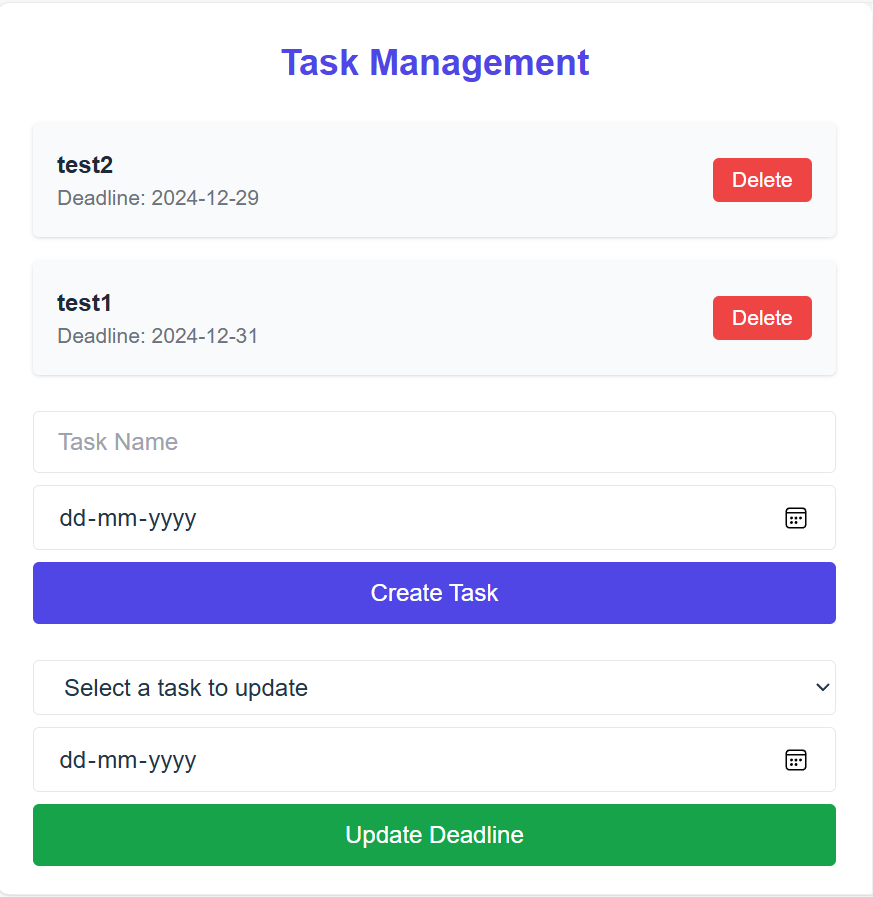 Task Management
test2
Deadline: 2024-12-29
Delete
test1
Deadline: 2024-12-31
Delete
Task Name
dd-mm-yyyy
Create Task
Select a task to update
dd-mm-yyyy
Update Deadline